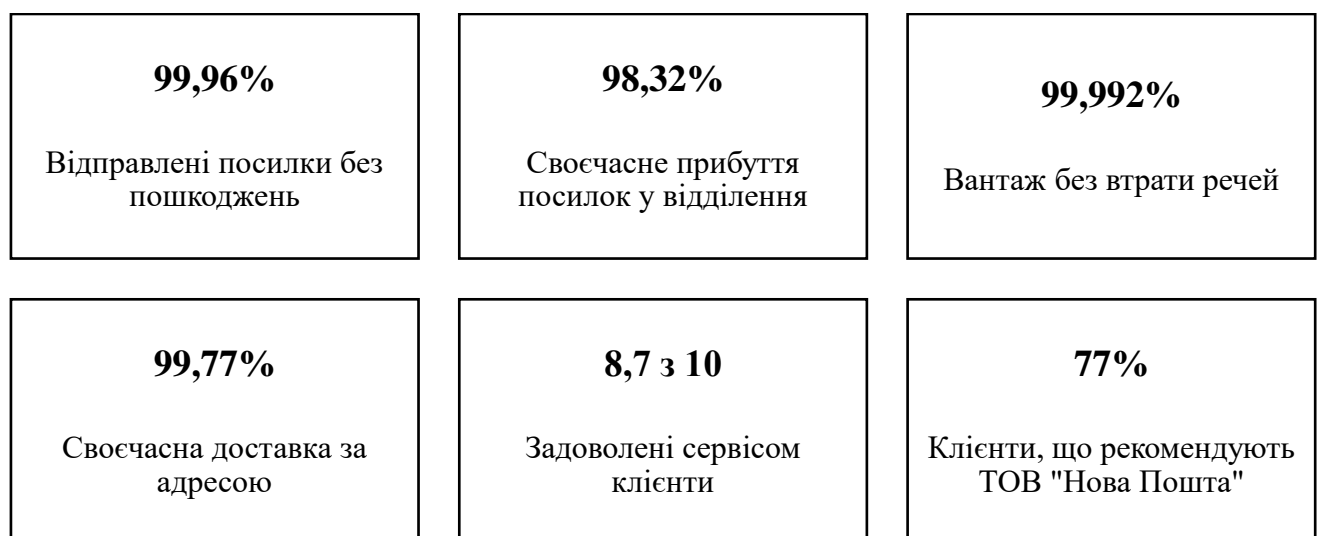 99,96%
Відправлені посилки без
пошкоджень
98,32%
Своєчасне прибуття
посилок у відділення
99,992%
Вантаж без втрати речей
99,77%
Своєчасна доставка за
адресою
8,7 з 10
Задоволені сервісом
клієнти
77%
Клієнти, що рекомендують
ТОВ "Нова Пошта"